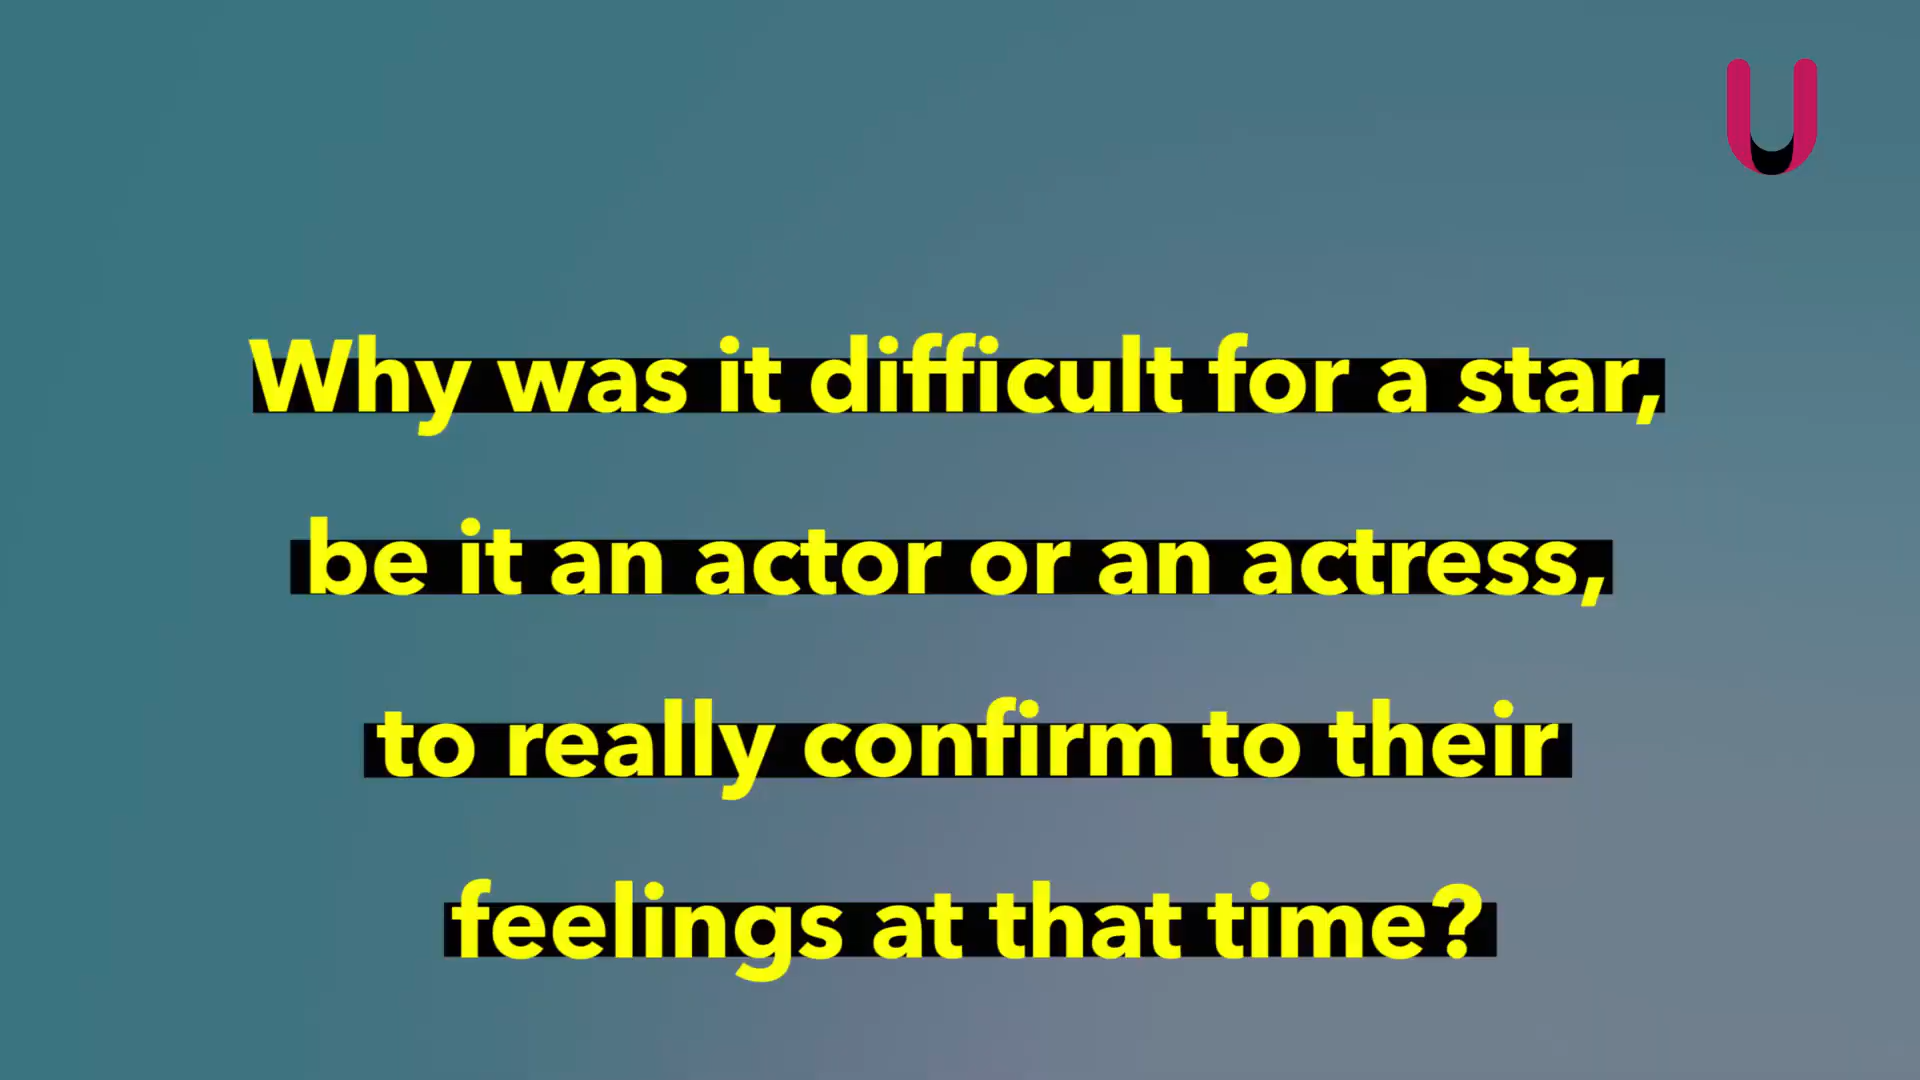 U
Why was it difficult for a star,
be it an actor or an actress,
to really confirm to their
feelings at that time?